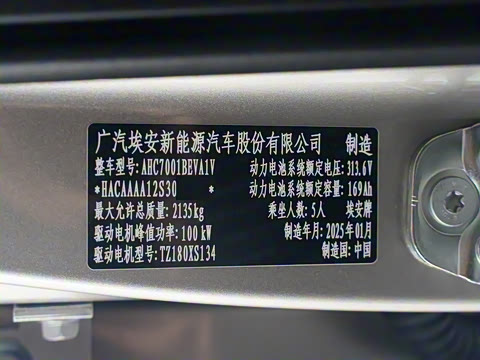 广汽埃安新能源汽车股份有限公司 制造
整车型号:AHC7001BEVA1V 动力电池系统额定电压:313.6V
*HACAAAA12S30 * 动力电池系统额定容量:169Ah
最大允许总质量:2135kg 乘坐人数:5人 埃安牌
驱动电机峰值功率:100kW 制造年月:2025年01月
驱动电机型号:TZ180XS134 制造国:中国